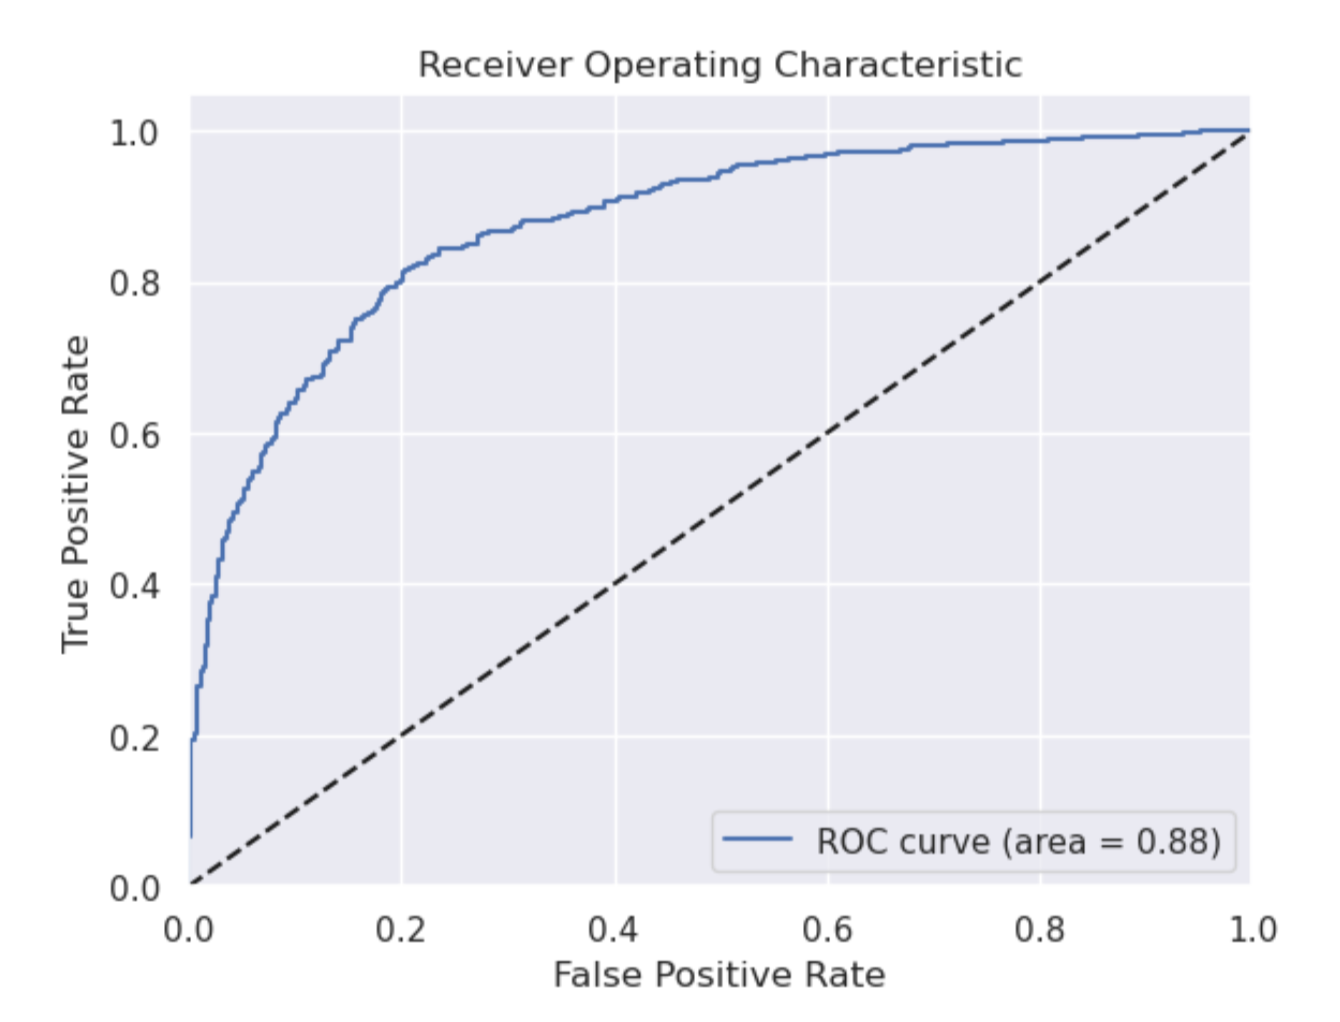 Receiver Operating Characteristic
1.0
0.8
0.6
0.4
0.2
0.0
True Positive Rate
ROC curve (area = 0.88)
0.0 0.2 0.4 0.6 0.8 1.0
False Positive Rate